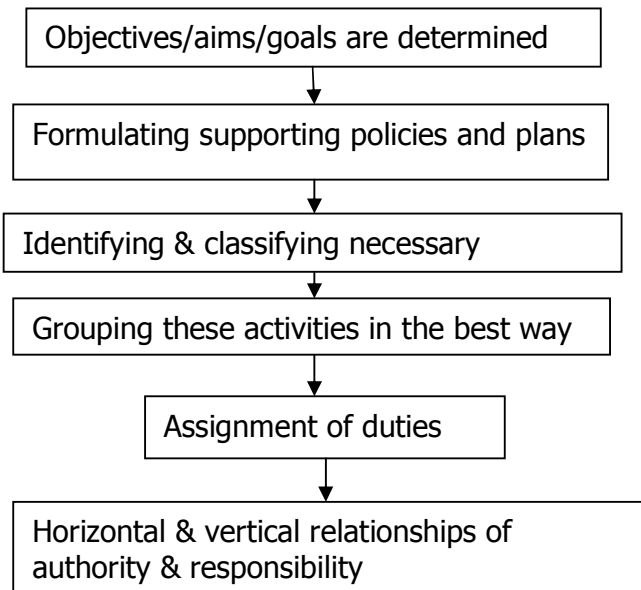 Objectives/aims/goals are determined
Formulating supporting policies and plans
Identifying & classifying necessary
Grouping these activities in the best way
Assignment of duties
Horizontal & vertical relationships of
authority & responsibility